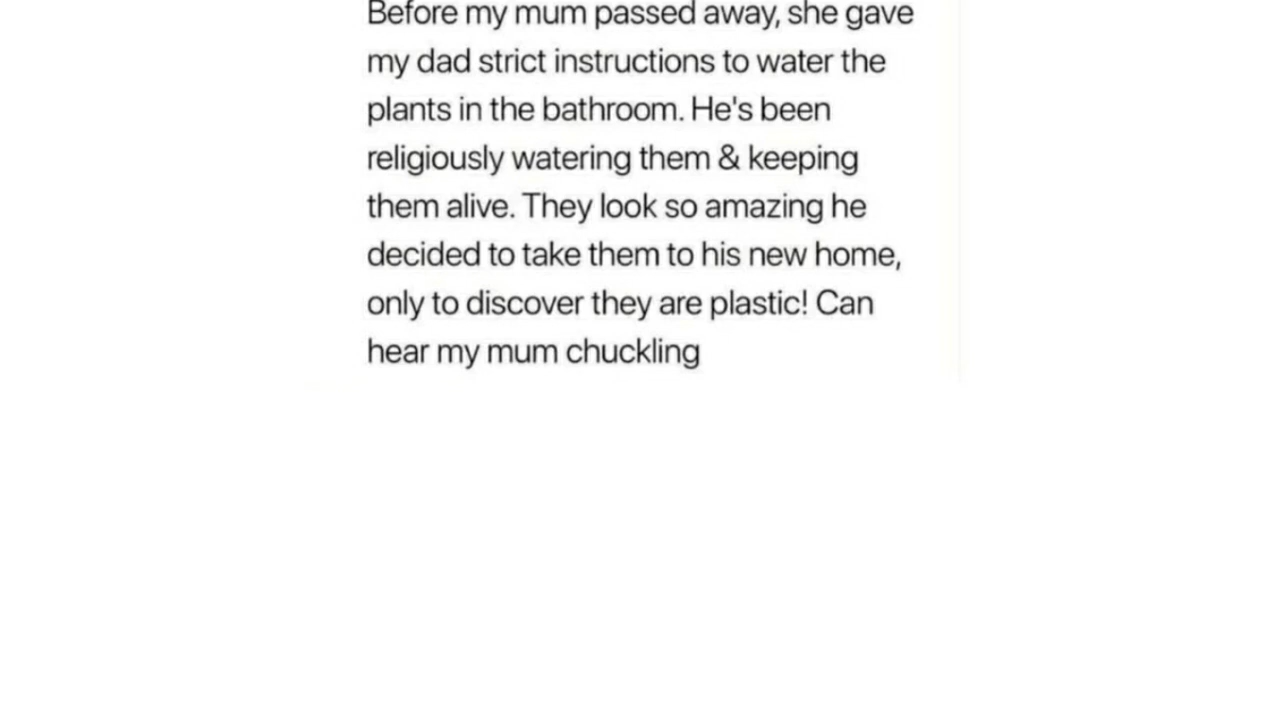 Before my mum passed away, she gave
my dad strict instructions to water the
plants in the bathroom. He's been
religiously watering them & keeping
them alive. They look so amazing he
decided to take them to his new home,
only to discover they are plastic! Can
hear my mum chuckling